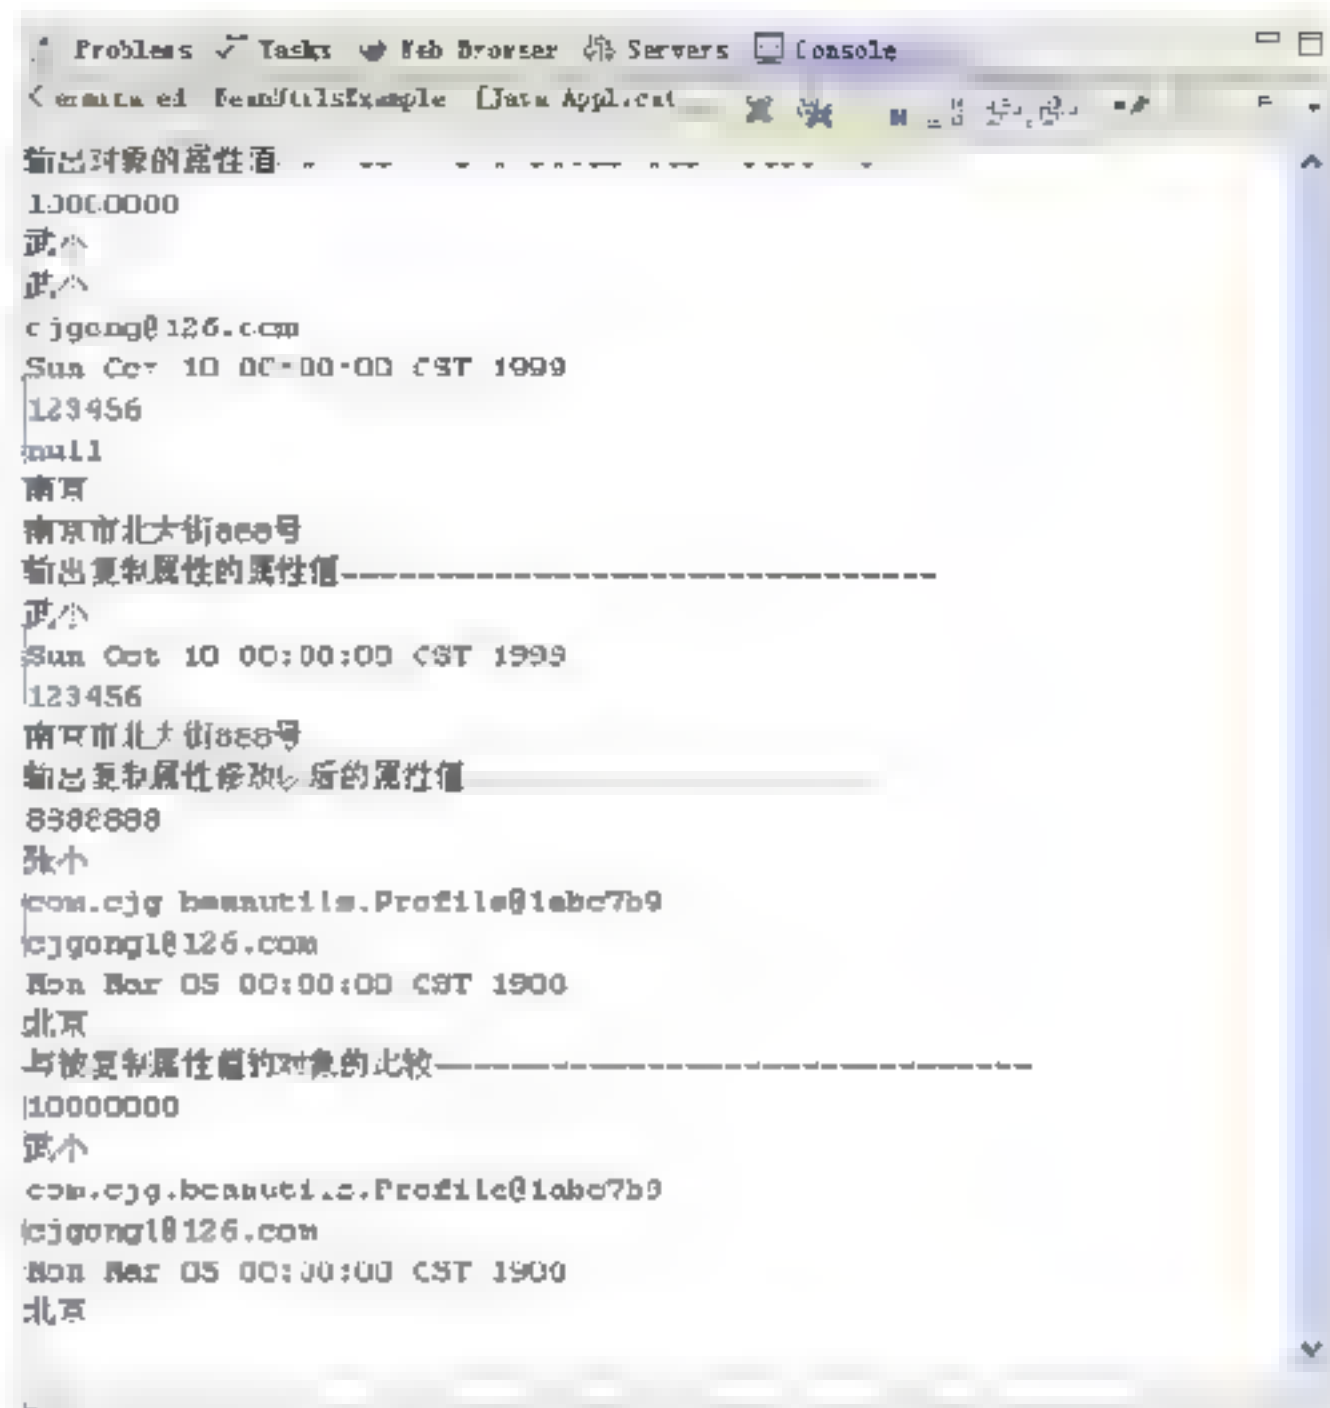 Problems Tasks Web Browser Servers Console
BeanUtilsExample [Java Applicat
输出对象的属性值
10000000
武小
武小
cjgong@126.com
Sun Oct 10 00:00:00 CST 1999
123456
null
南京
南京市北大街888号
输出复制属性的属性值--------------------------------
武小
Sun Oct 10 00:00:00 CST 1999
123456
南京市北大街888号
输出复制属性修改以后的属性值----------------------
8888888
张小
com.cjg.beanutils.Profile@1abc7b9
cjgong1@126.com
Mon Mar 05 00:00:00 CST 1900
北京
与被复制属性值的对象的比较--------------------------------
10000000
武小
com.cjg.beanutils.Profile@1abc7b9
cjgong1@126.com
Mon Mar 05 00:00:00 CST 1900
北京